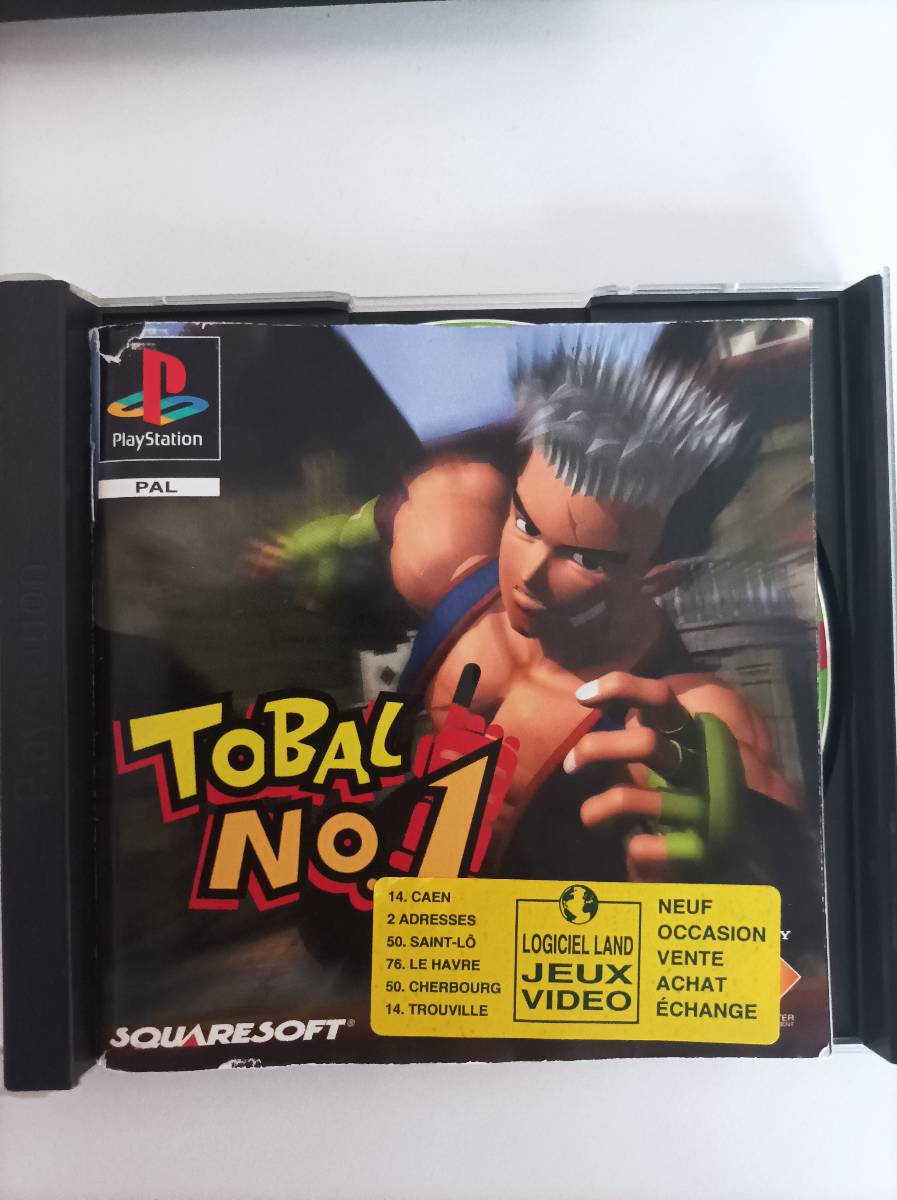 PlayStation
PAL
TOBAL
NO.1
14. CAEN
2 ADRESSES
50. SAINT-LÔ
76. LE HAVRE
50. CHERBOURG
14. TROUVILLE
LOGICIEL LAND
JEUX
VIDEO
NEUF
OCCASION
VENTE
ACHAT
ÉCHANGE
SQUARESOFT®